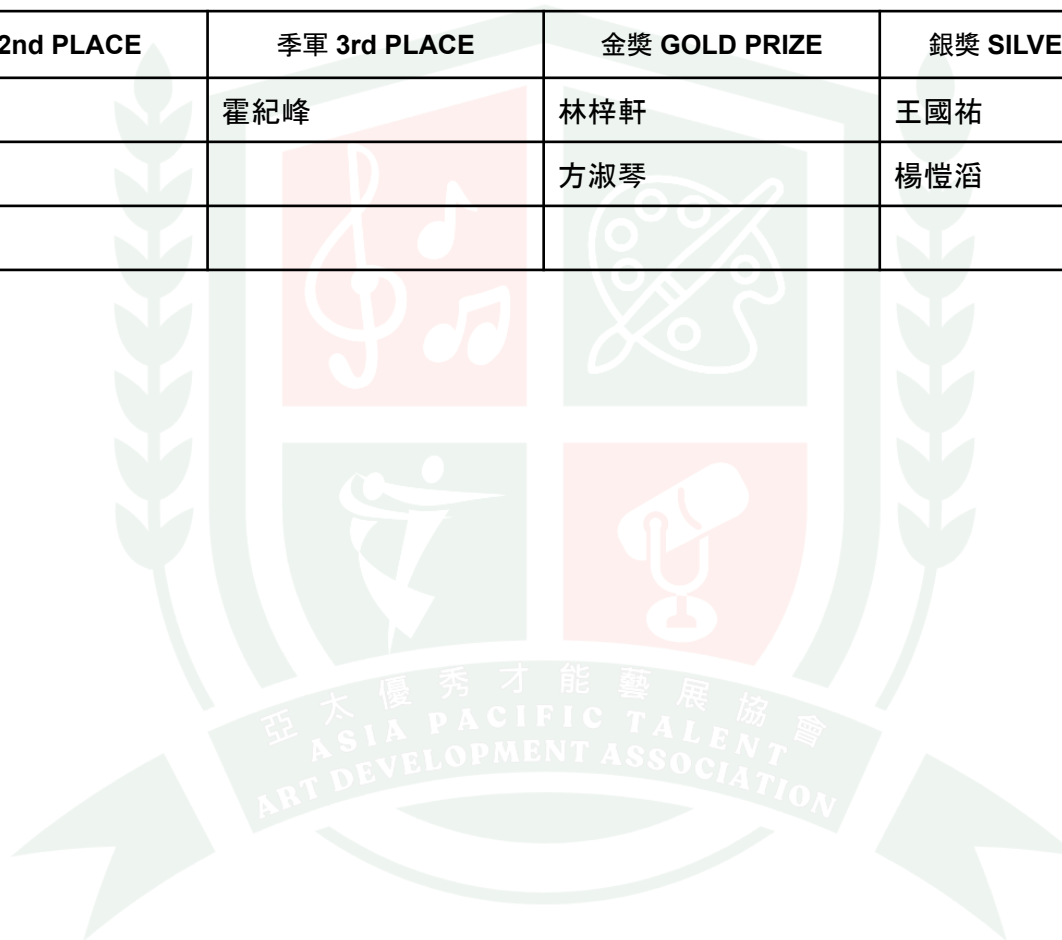 2nd PLACE 季軍 3rd PLACE 金獎 GOLD PRIZE 銀獎 SILVE
霍紀峰 林梓軒 王國祐
方淑琴 楊愷滔
亞太優秀才能藝展協會
ASIA PACIFIC TALENT
ART DEVELOPMENT ASSOCIATION